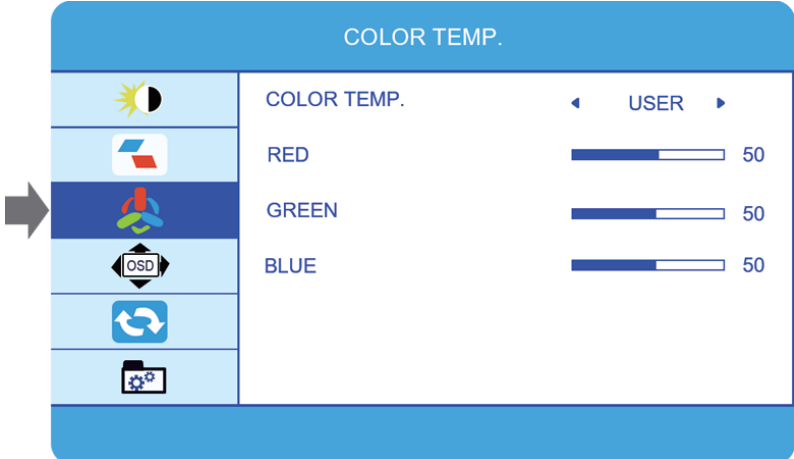 COLOR TEMP.
COLOR TEMP. USER
RED 50
GREEN 50
BLUE 50
OSD